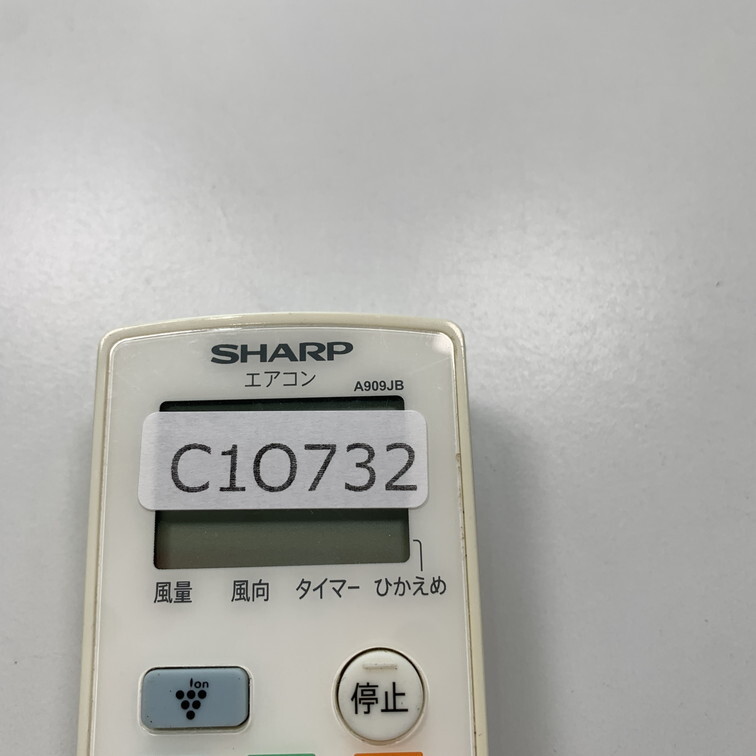 SHARP
エアコン
A909JB
C1O732
風量 風向 タイマー ひかえめ
Ion
停止